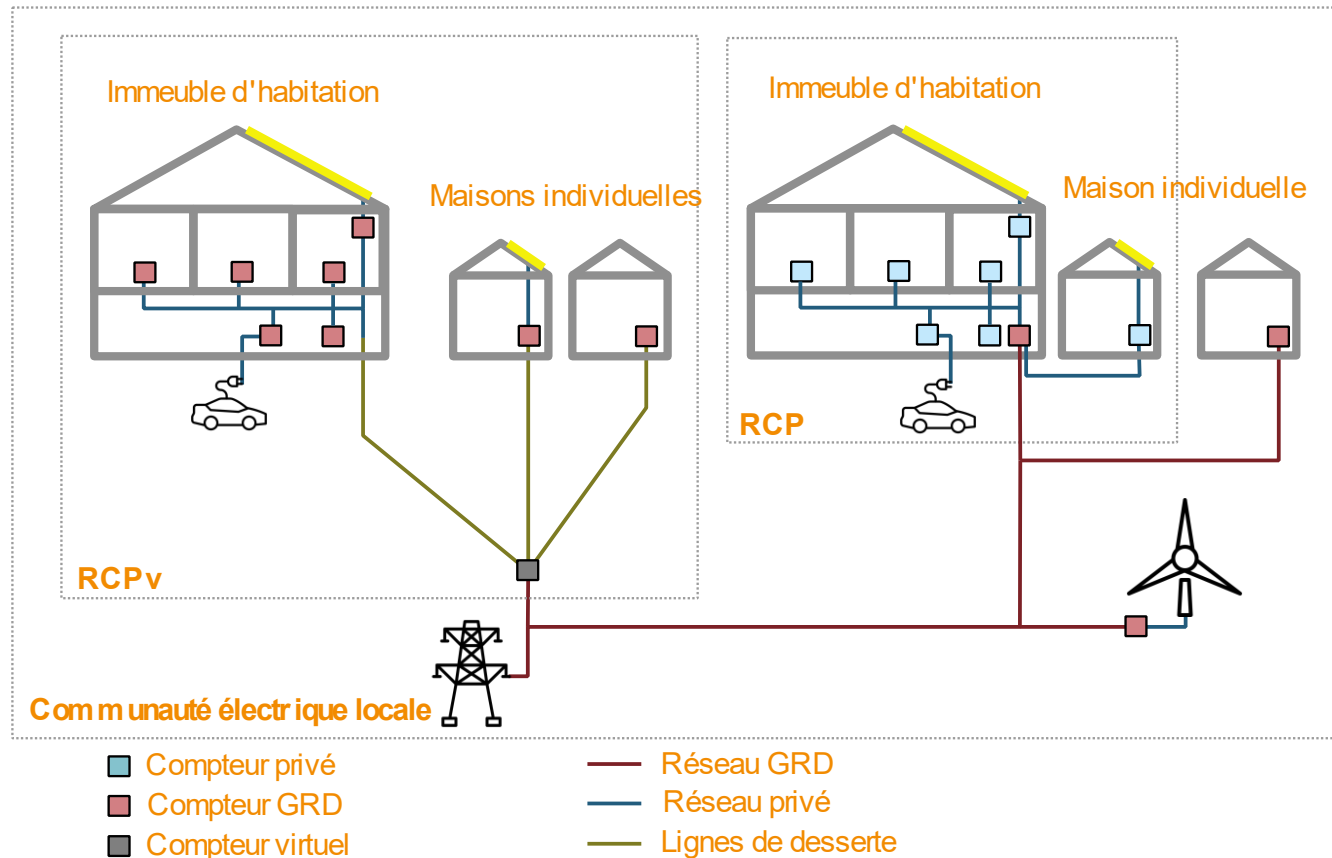 Immeuble d'habitation
Immeuble d'habitation
Maisons individuelles
Maison individuelle
RCP
RCPv
Communauté électrique locale
Compteur privé
Réseau GRD
Compteur GRD
Réseau privé
Compteur virtuel
Lignes de desserte